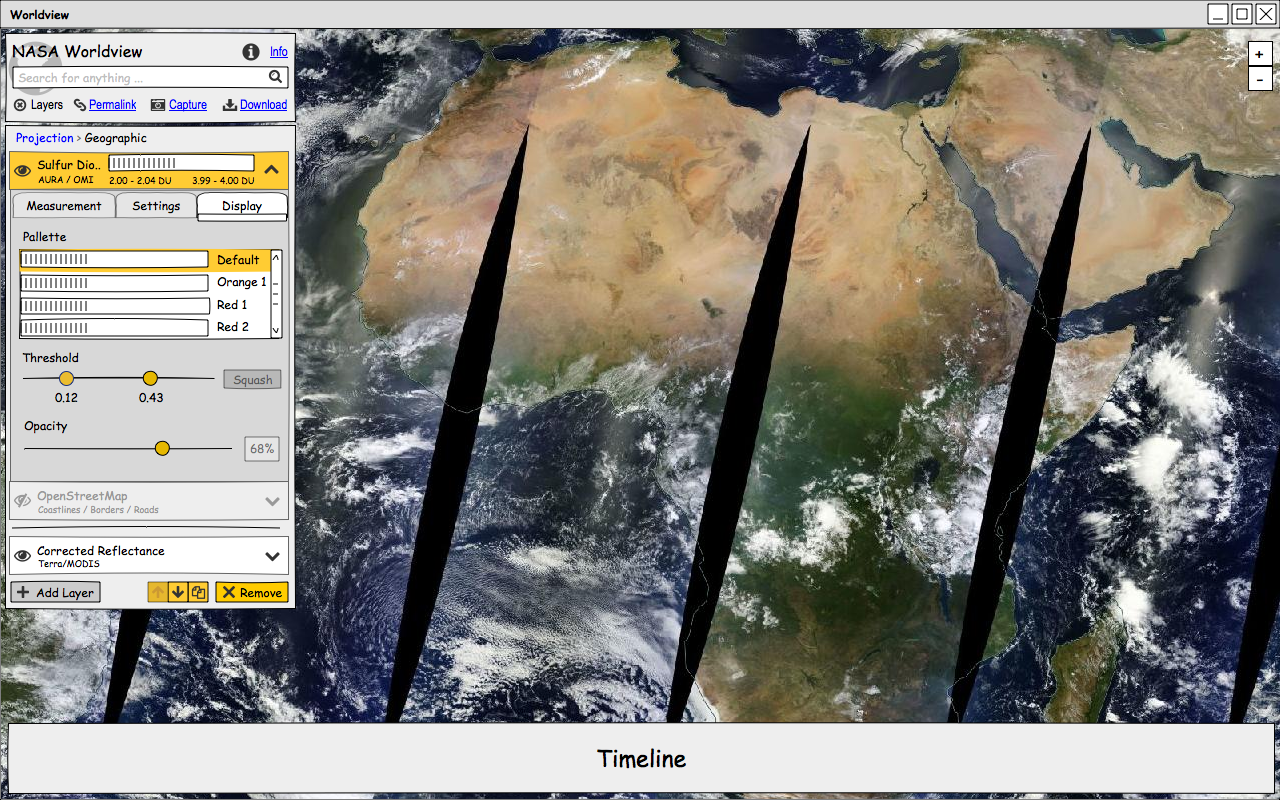 Worldview
NASA Worldview
Info
Search for anything ...
Layers Permalink Capture Download
Projection > Geographic
Sulfur Dio..
AURA / OMI 2.00 - 2.04 DU 3.99 - 4.00 DU
Measurement Settings Display
Pallette
Default
Orange 1
Red 1
Red 2
Threshold
Squash
0.12 0.43
Opacity
68%
OpenStreetMap
Coastlines / Borders / Roads
Corrected Reflectance
Terra/MODIS
+ Add Layer Remove
+
-
Timeline